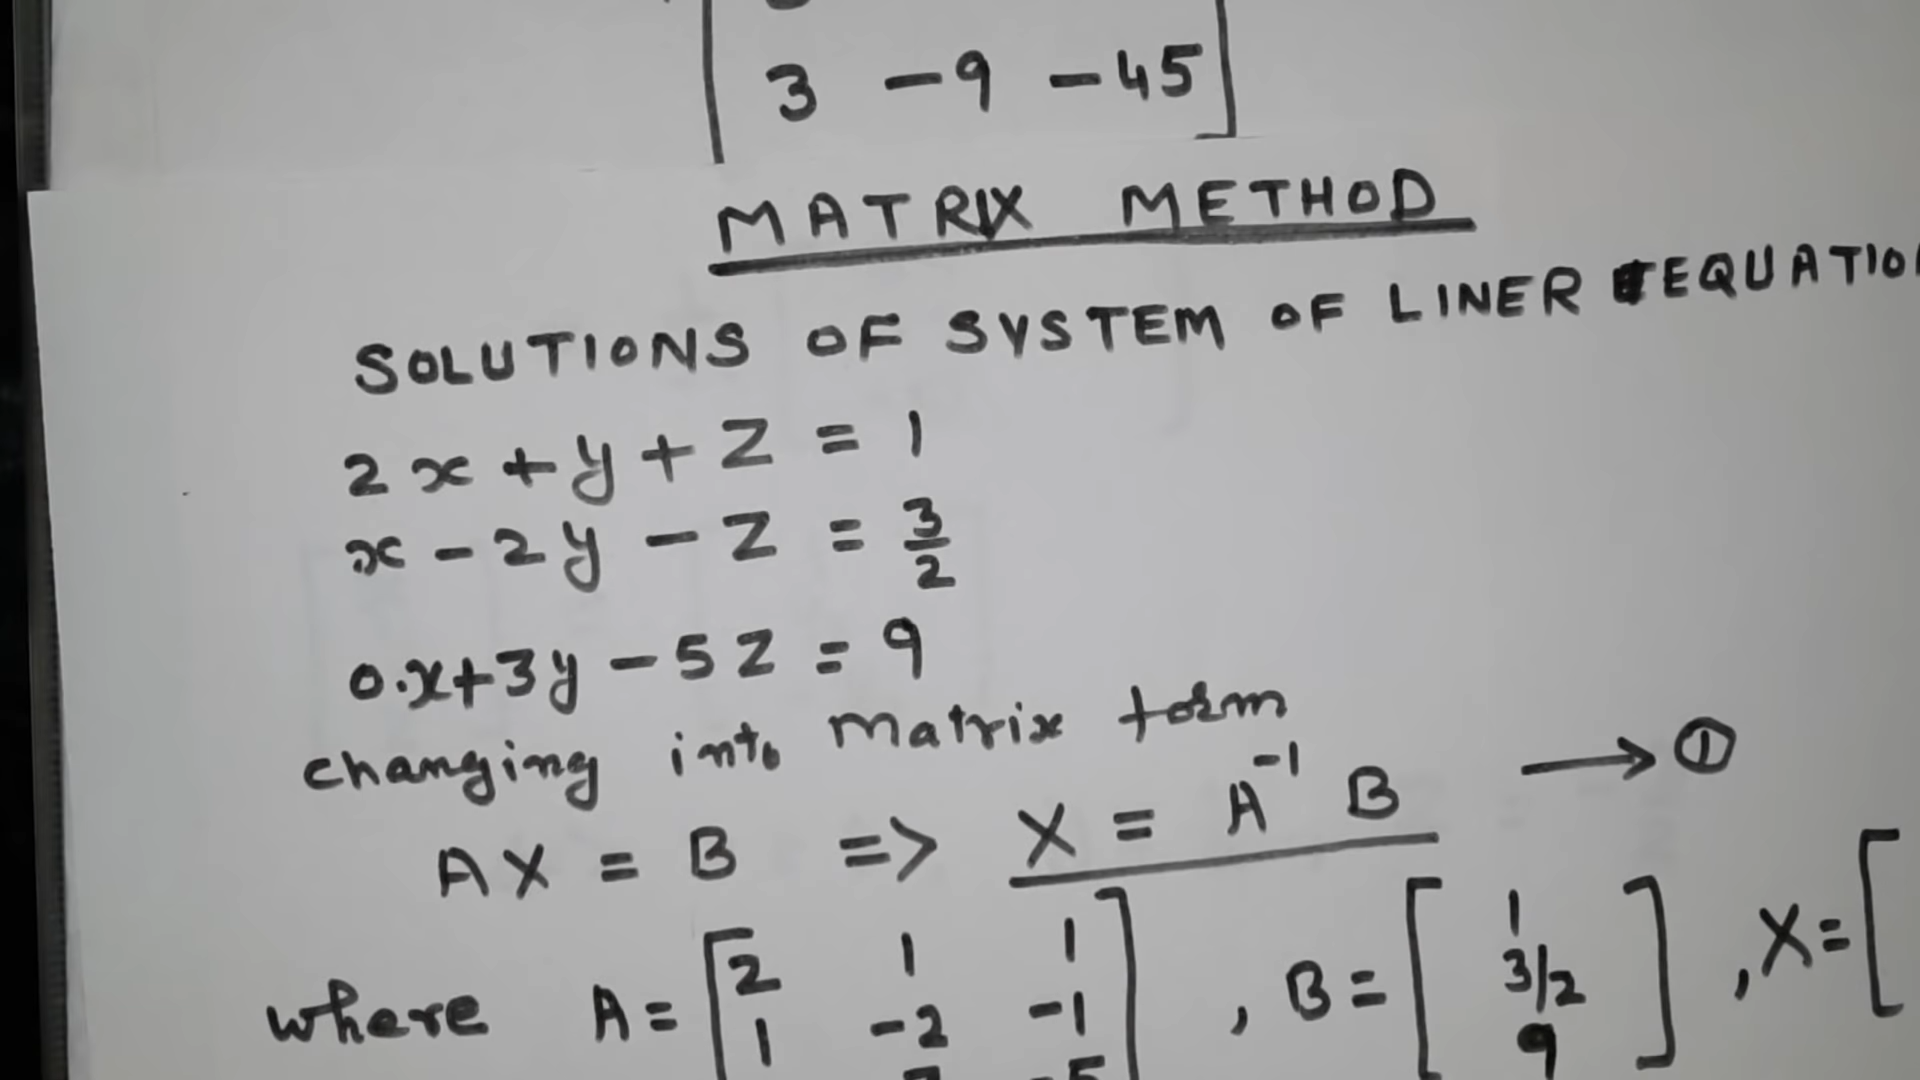 3 -9 -45
MATRIX METHOD
SOLUTIONS OF SYSTEM OF LINER EQUATIO
2x + y + z = 1
x - 2y - z = 3/2
0.x+3y - 5z = 9
changing into Matrix form
AX = B => X = A⁻¹ B → ①
where A = [2 1 1 , B = [ 1 ] , X = [
1 -2 -1 3/2
-5 9